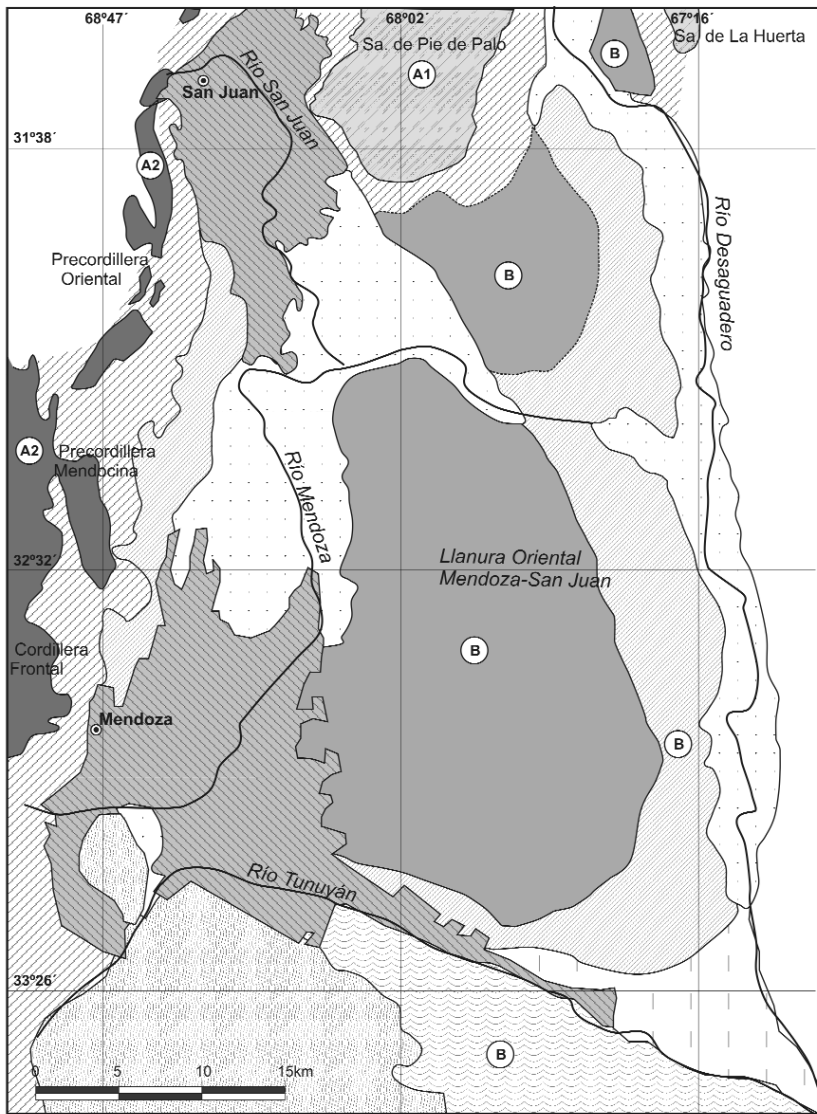 68º47´
68º02´
67º16´
Sa. de Pie de Palo
Sa. de La Huerta
B
A1
San Juan
Río San Juan
31º38´
A2
Río Desaguadero
Precordillera
Oriental
B
A2
Precordillera
Mendocina
Río Mendoza
32º32´
Llanura Oriental
Mendoza-San Juan
Cordillera
Frontal
B
Mendoza
B
Río Tunuyán
33º26´
B
0
5
10
15km